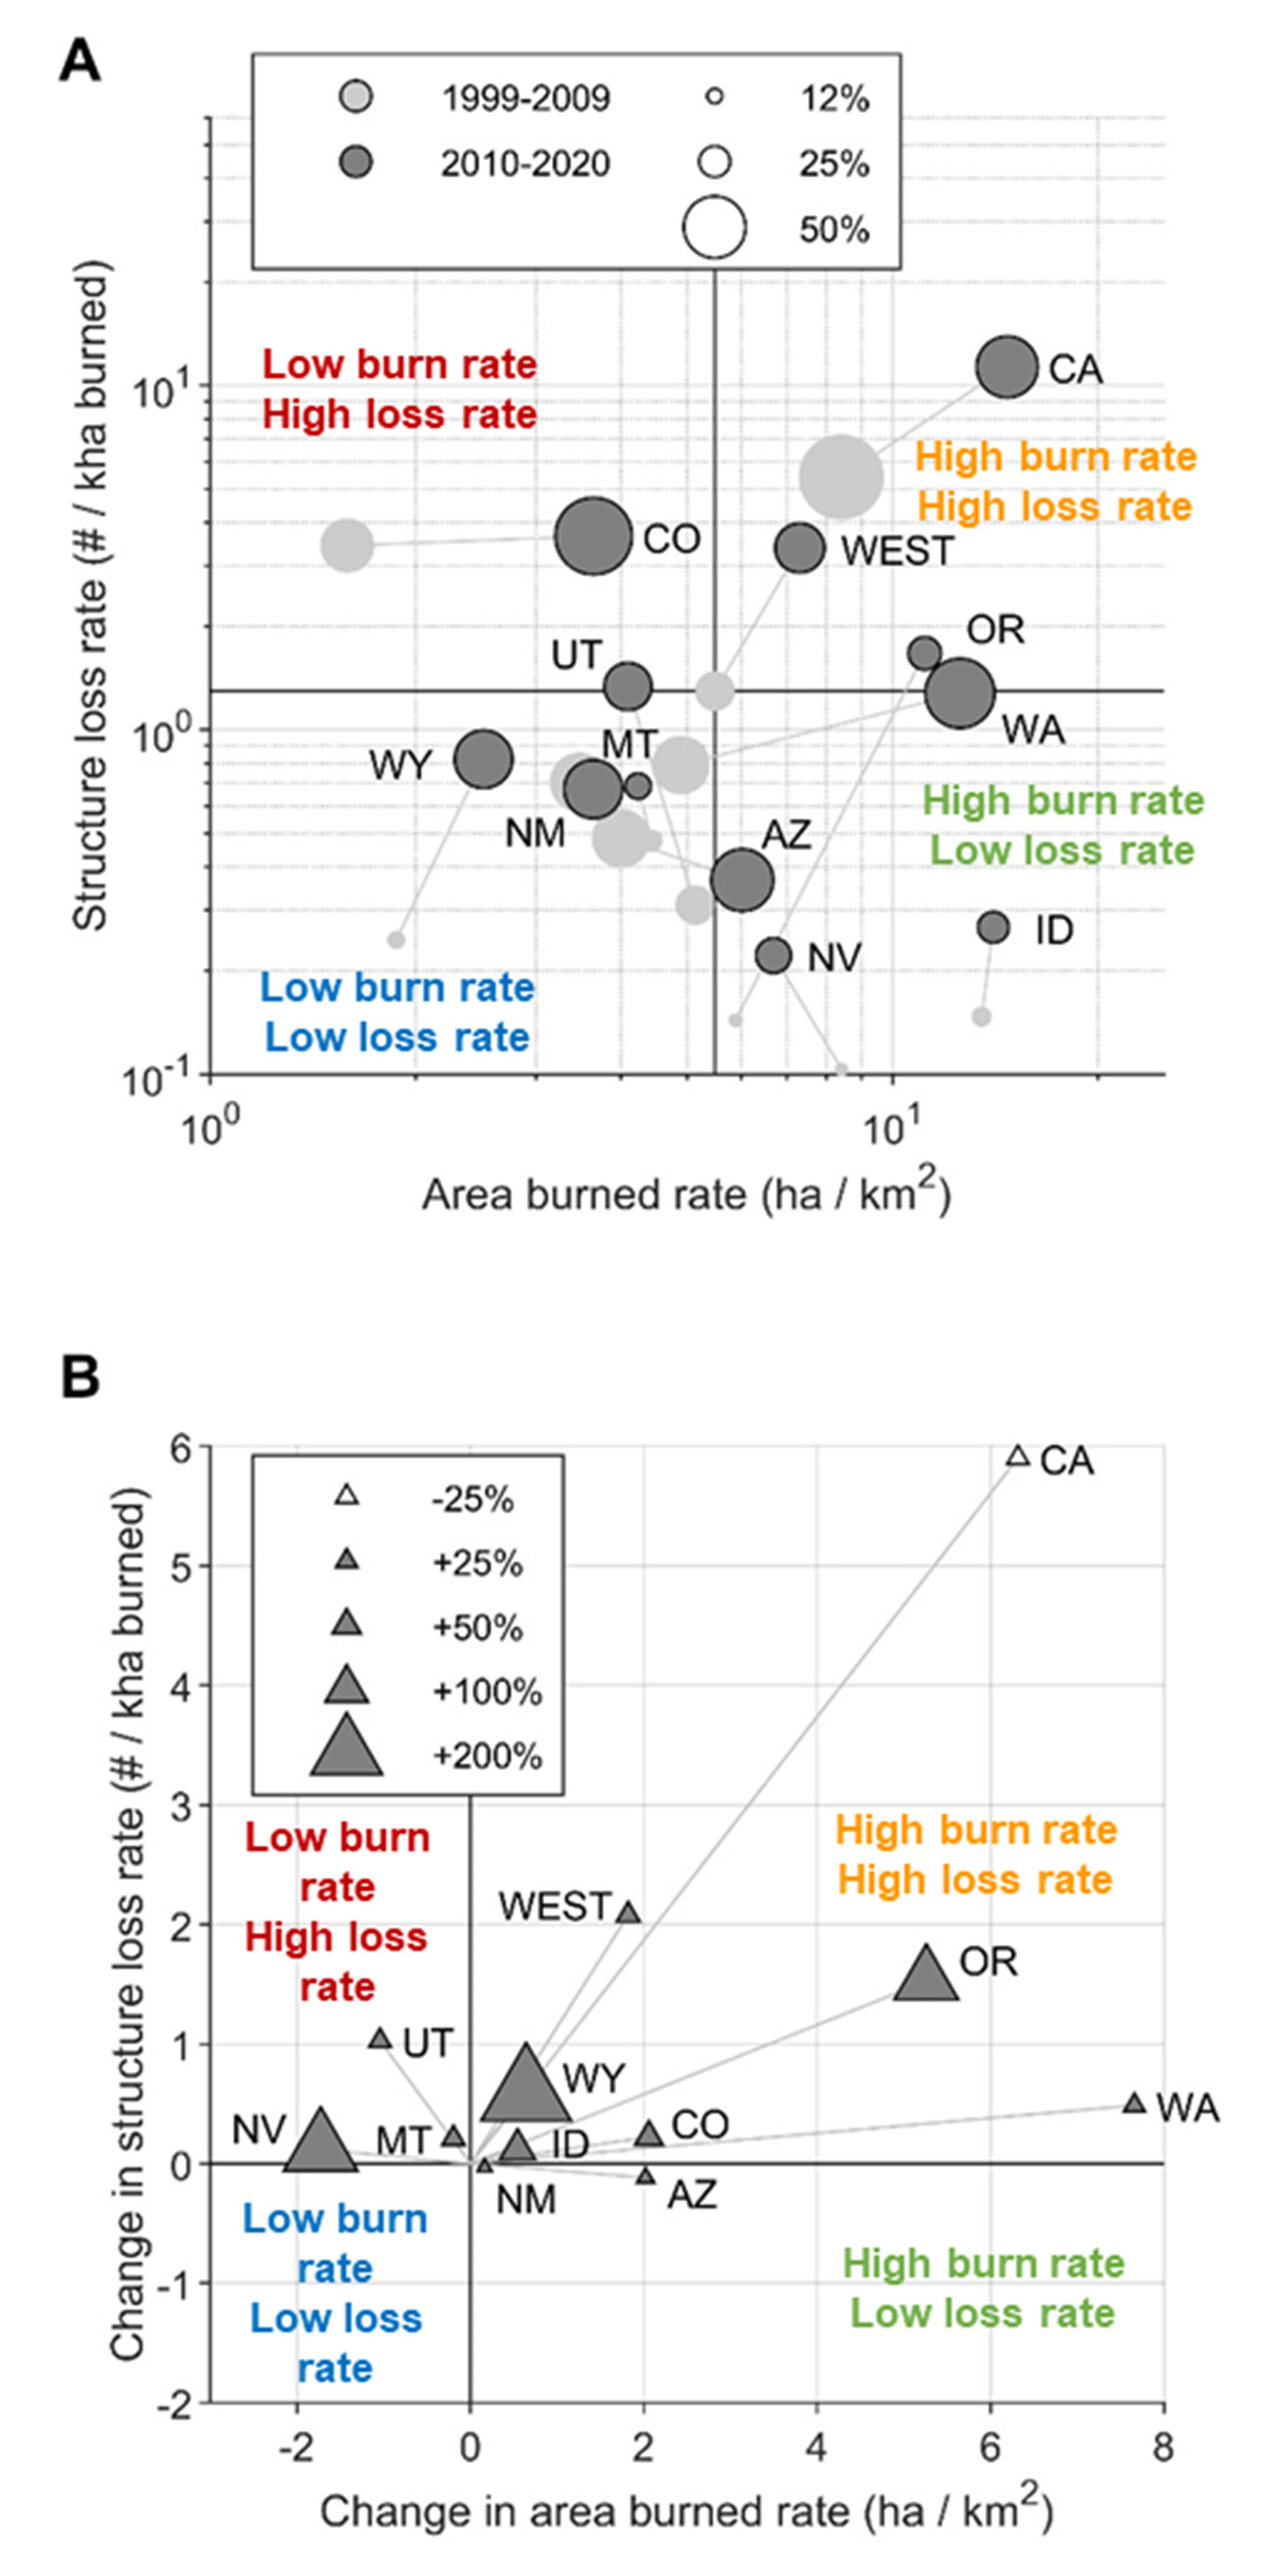 A
1999-2009 12%
2010-2020 25%
50%
Structure loss rate (# / kha burned)
Low burn rate
High loss rate
10^1
CA
High burn rate
High loss rate
CO
WEST
OR
UT
10^0
WA
MT
WY
High burn rate
Low loss rate
NM
AZ
ID
NV
Low burn rate
Low loss rate
10^-1
10^0 10^1
Area burned rate (ha / km^2)
B
Change in structure loss rate (# / kha burned)
6
CA
-25%
5
+25%
+50%
4
+100%
+200%
3
Low burn
rate
High loss
rate
High burn rate
High loss rate
WEST
2
OR
1
UT
WY
WA
NV
MT
CO
ID
0
NM
AZ
Low burn
rate
Low loss
rate
High burn rate
Low loss rate
-1
-2
-2 0 2 4 6 8
Change in area burned rate (ha / km^2)